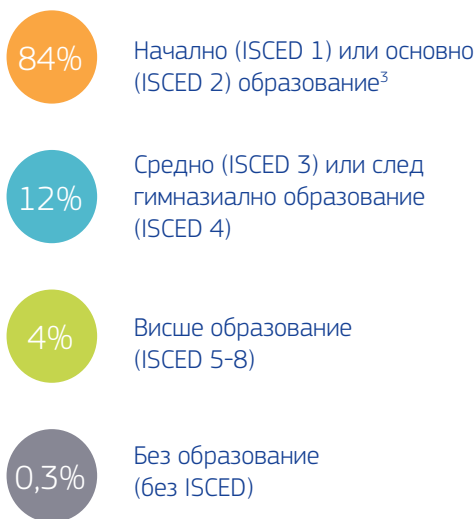 84%
Начално (ISCED 1) или основно
(ISCED 2) образование³
12%
Средно (ISCED 3) или след
гимназиално образование
(ISCED 4)
4%
Висше образование
(ISCED 5-8)
0,3%
Без образование
(без ISCED)